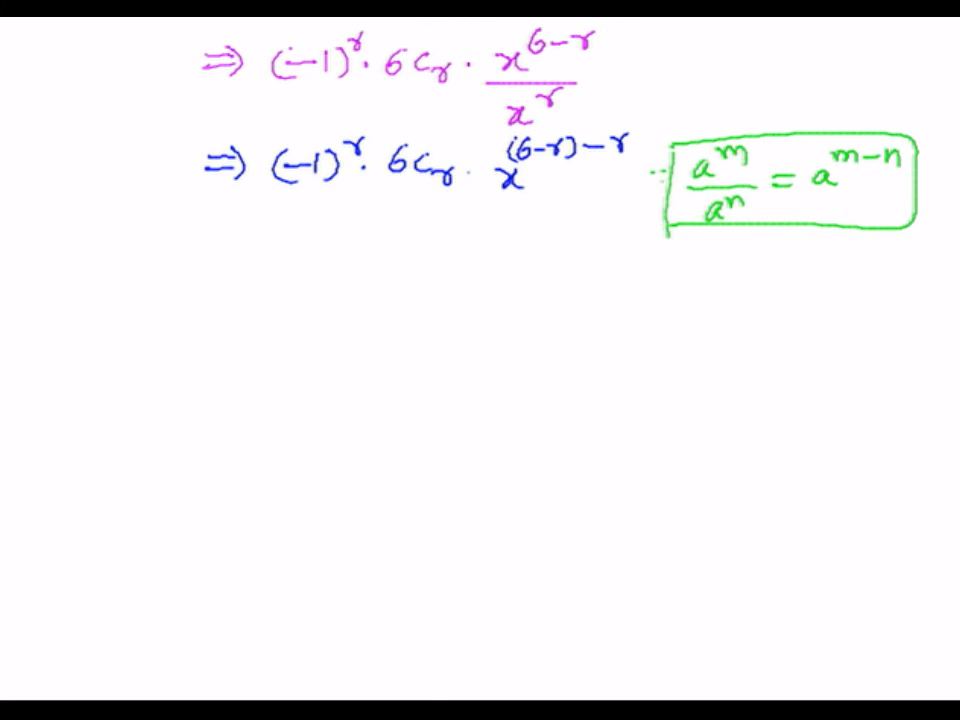 ⇒ (-1)^r · 6C_r · x^{6-r} / x^r
⇒ (-1)^r · 6C_r · x^{(6-r)-r} ∵ a^m / a^n = a^{m-n}